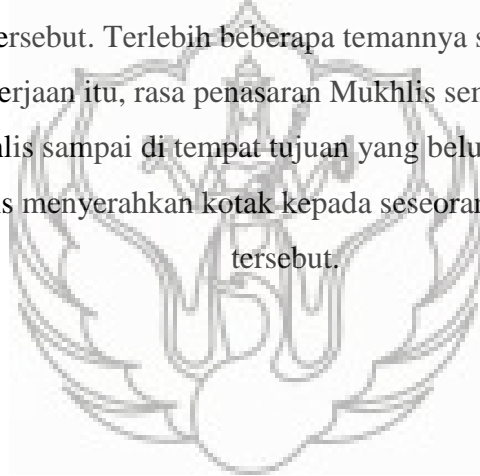 ersebut. Terlebih beberapa temannya s
erjaan itu, rasa penasaran Mukhlis sem
lis sampai di tempat tujuan yang belu
s menyerahkan kotak kepada seseoran
tersebut.